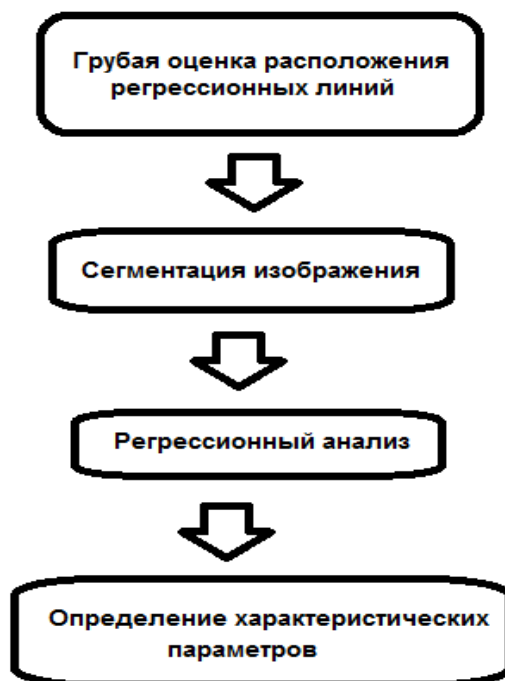 Грубая оценка расположения
регрессионных линий
Сегментация изображения
Регрессионный анализ
Определение характеристических
параметров